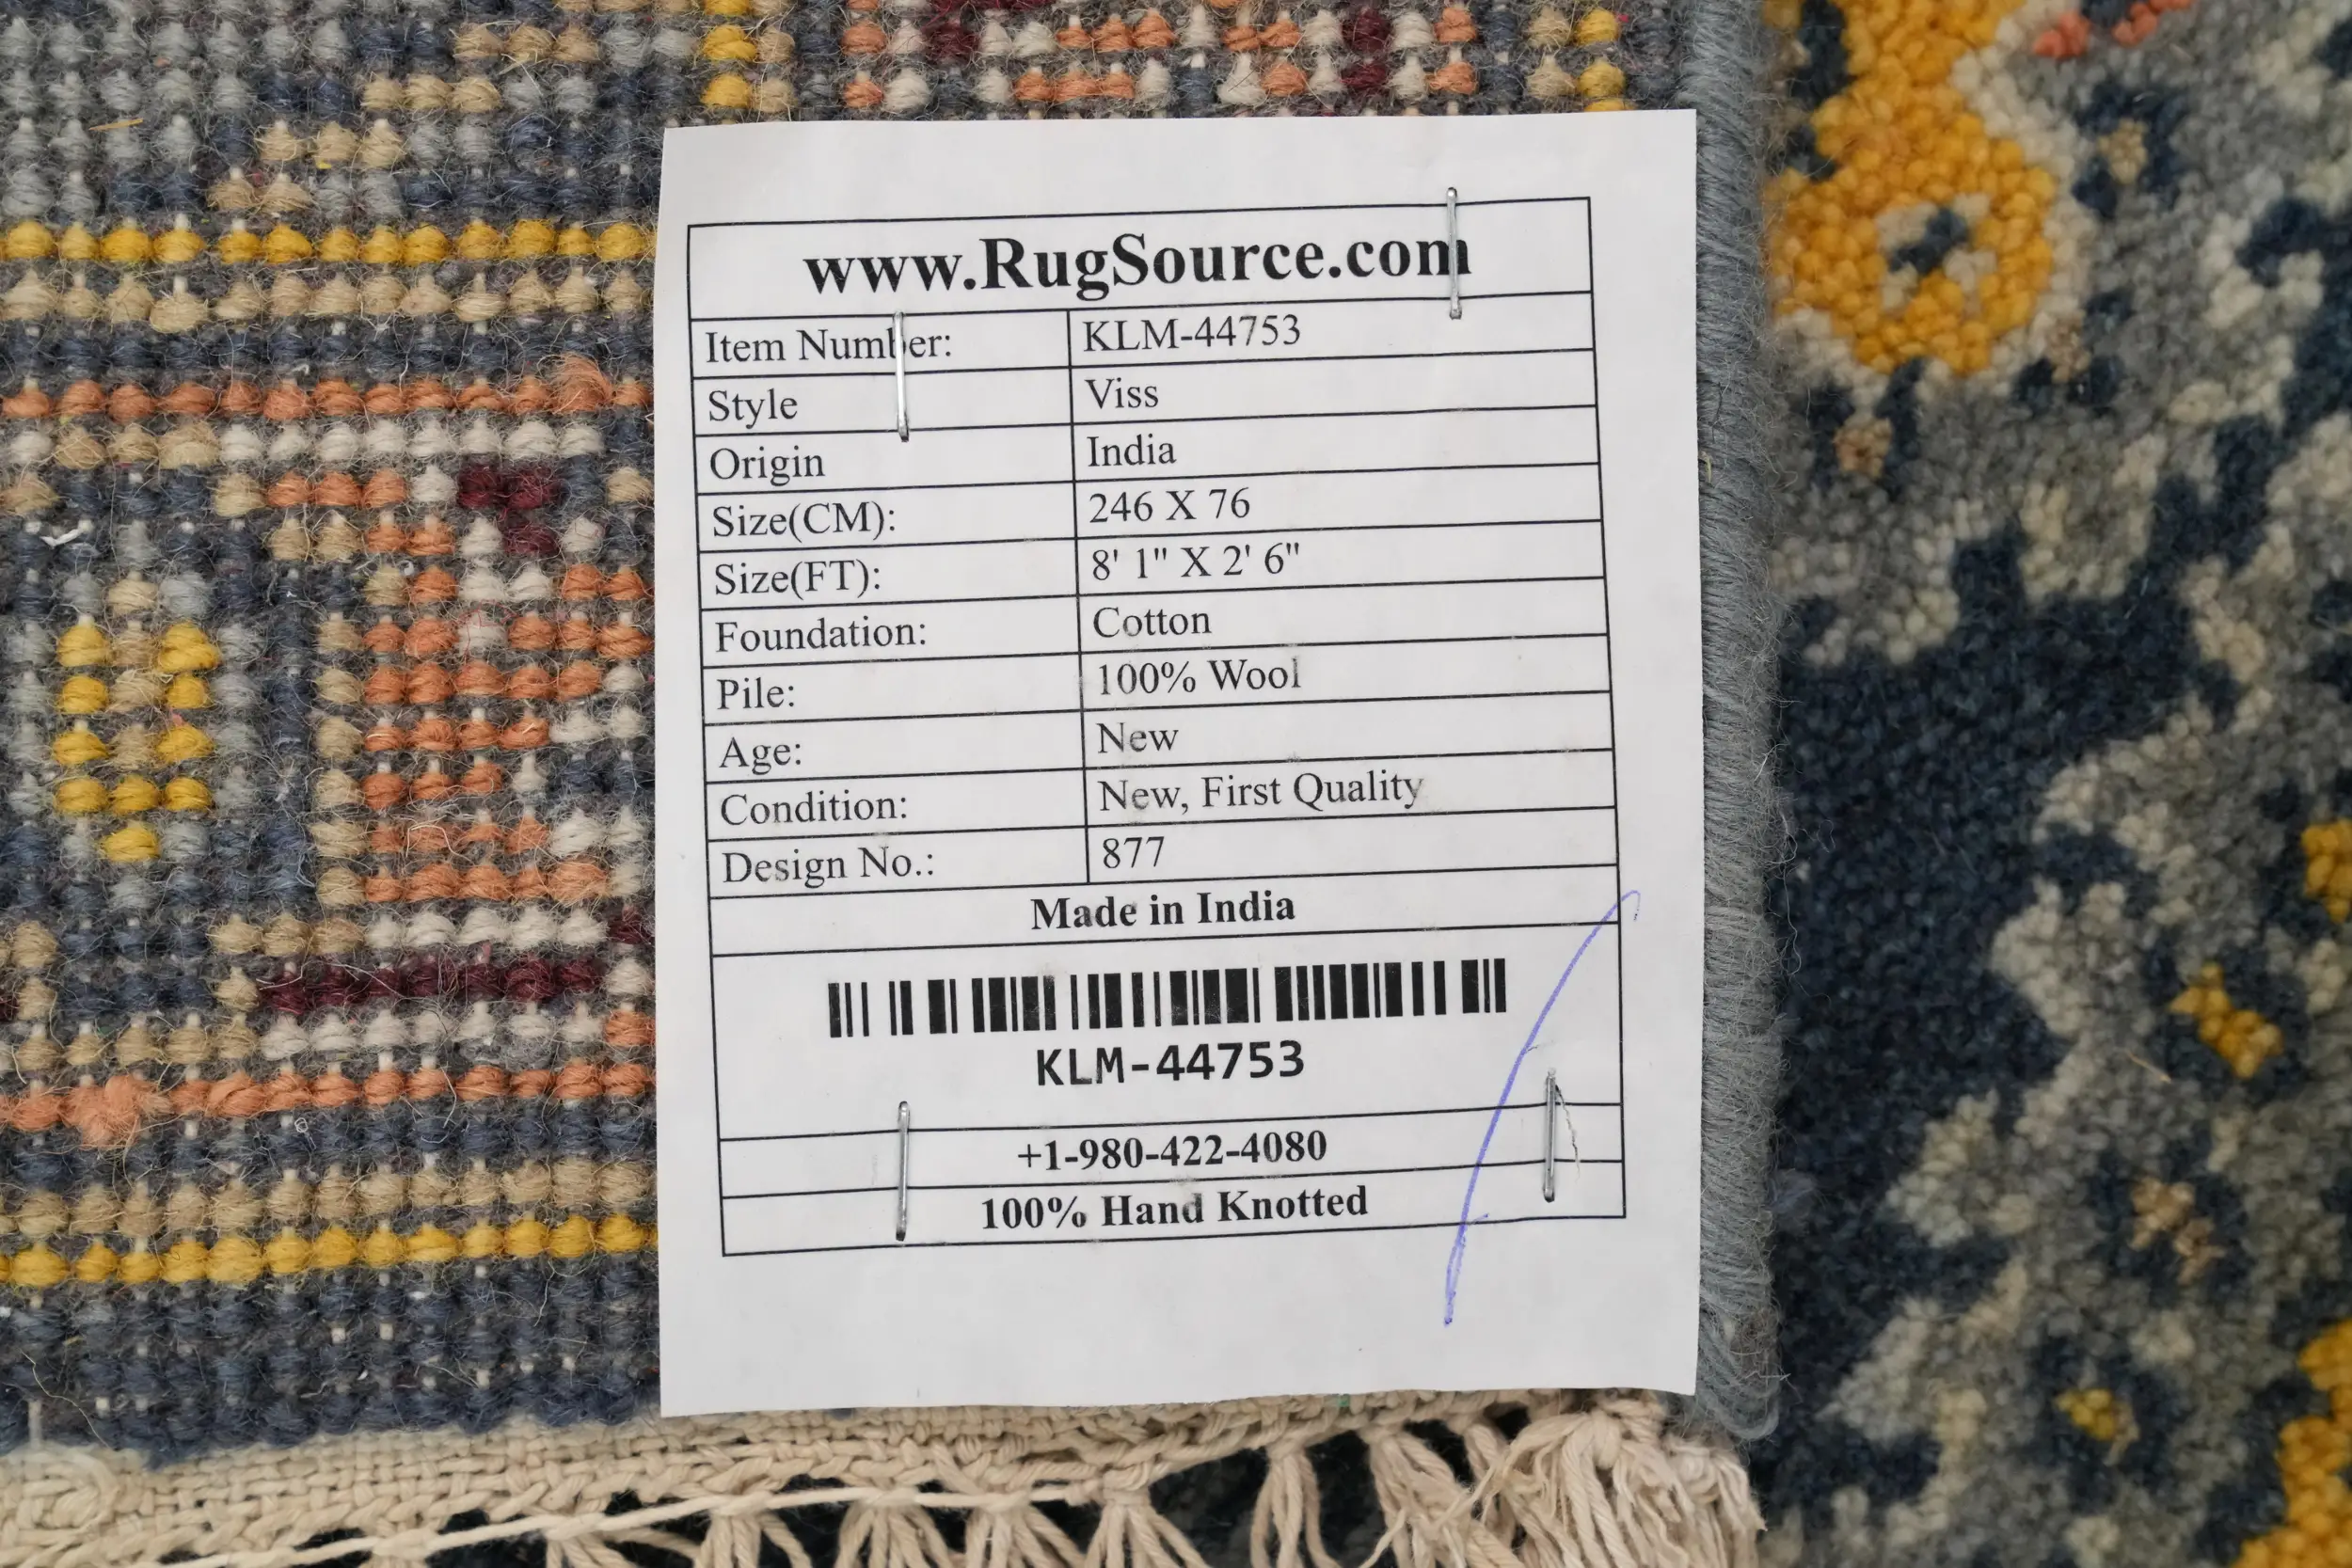 www.RugSource.com
Item Number: KLM-44753
Style Viss
Origin India
Size(CM): 246 X 76
Size(FT): 8' 1" X 2' 6"
Foundation: Cotton
Pile: 100% Wool
Age: New
Condition: New, First Quality
Design No.: 877
Made in India
KLM-44753
+1-980-422-4080
100% Hand Knotted